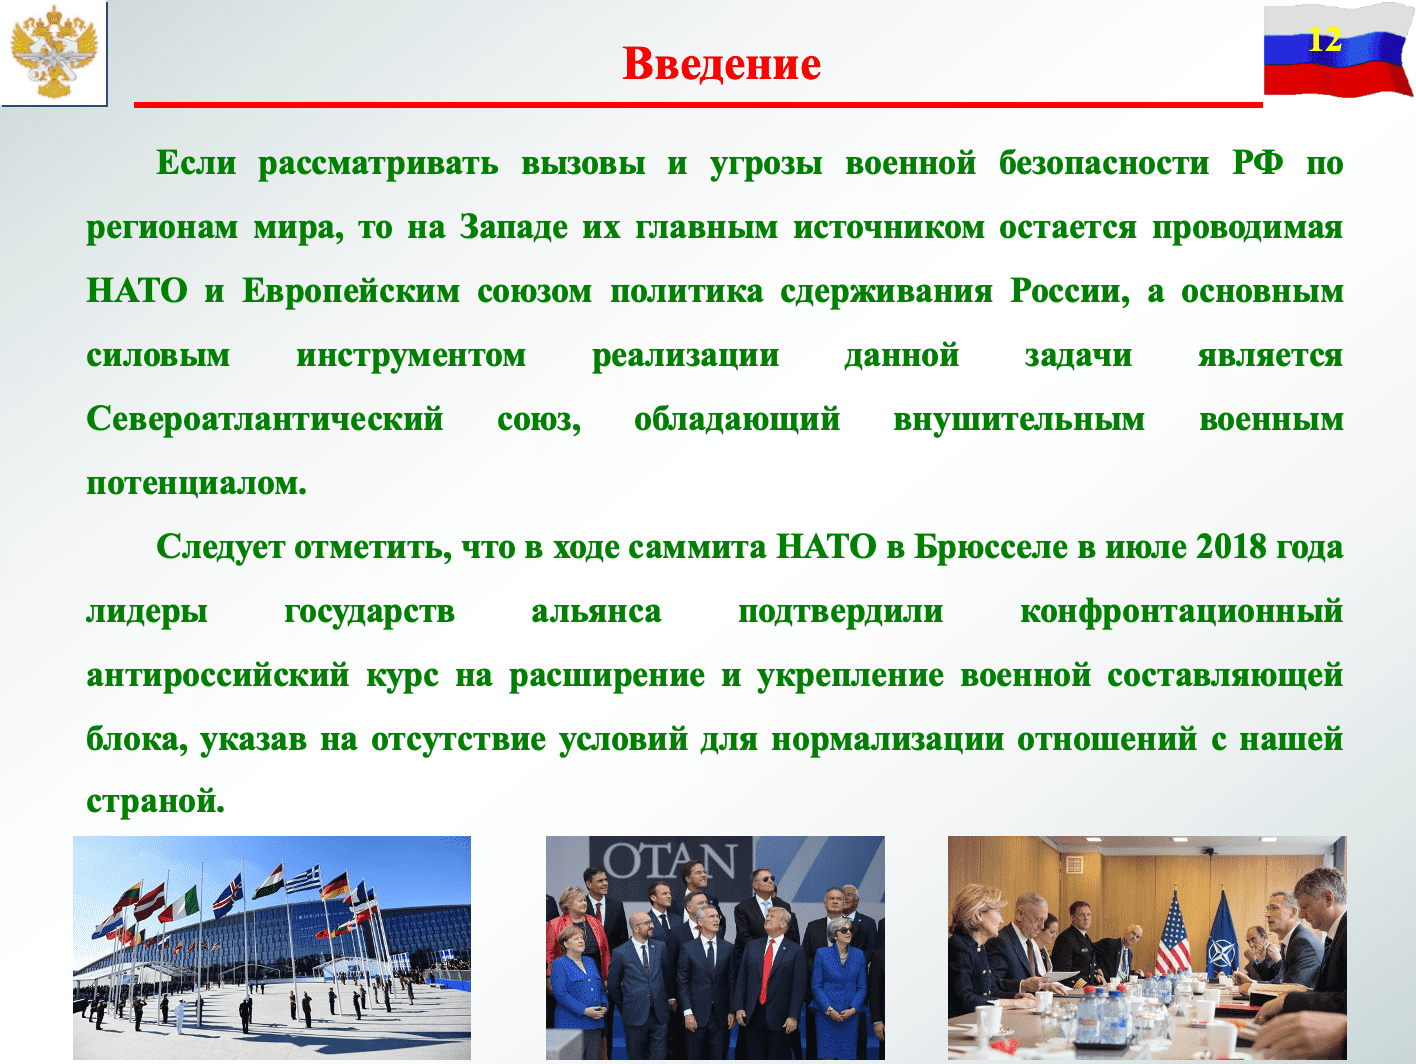 Введение
12
Если рассматривать вызовы и угрозы военной безопасности РФ по
регионам мира, то на Западе их главным источником остается проводимая
НАТО и Европейским союзом политика сдерживания России, а основным
силовым инструментом реализации данной задачи является
Североатлантический союз, обладающий внушительным военным
потенциалом.
Следует отметить, что в ходе саммита НАТО в Брюсселе в июле 2018 года
лидеры государств альянса подтвердили конфронтационный
антироссийский курс на расширение и укрепление военной составляющей
блока, указав на отсутствие условий для нормализации отношений с нашей
страной.
OTAN